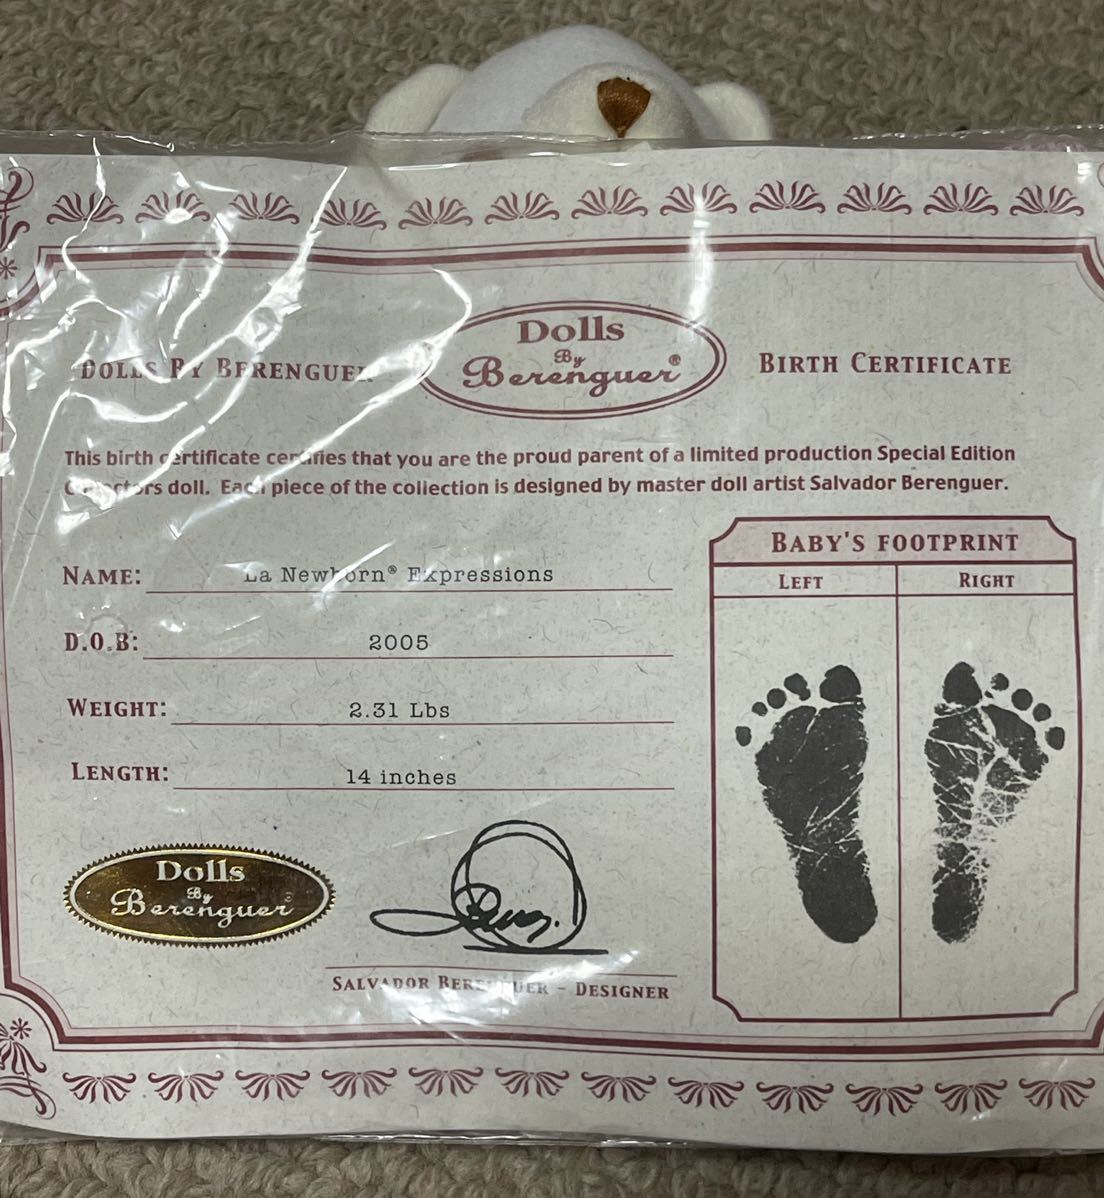 Dolls
By
Berenguer®
DOLLS BY BERENGUER
BIRTH CERTIFICATE
This birth certificate certifies that you are the proud parent of a limited production Special Edition
Collectors doll. Each piece of the collection is designed by master doll artist Salvador Berenguer.
BABY'S FOOTPRINT
LEFT RIGHT
NAME: La Newborn® Expressions
D.O.B: 2005
WEIGHT: 2.31 Lbs
LENGTH: 14 inches
Dolls
By
Berenguer®
SALVADOR BERENGUER - DESIGNER